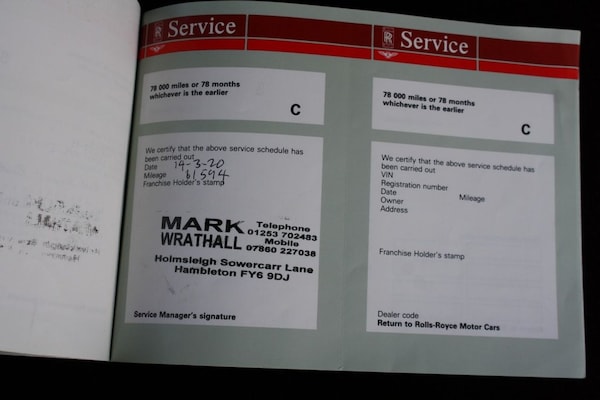 Service
78 000 miles or 78 months
whichever is the earlier
C
We certify that the above service schedule has
been carried out
Date 14-3-20
Mileage 61594
Franchise Holder's stamp
MARK
WRATHALL
Telephone
01253 702483
Mobile
07860 227038
Holmsleigh Sowercarr Lane
Hambleton FY6 9DJ
Service Manager's signature
Service
78 000 miles or 78 months
whichever is the earlier
C
We certify that the above service schedule has
been carried out
VIN
Registration number
Date Mileage
Owner
Address
Franchise Holder's stamp
Dealer code
Return to Rolls-Royce Motor Cars